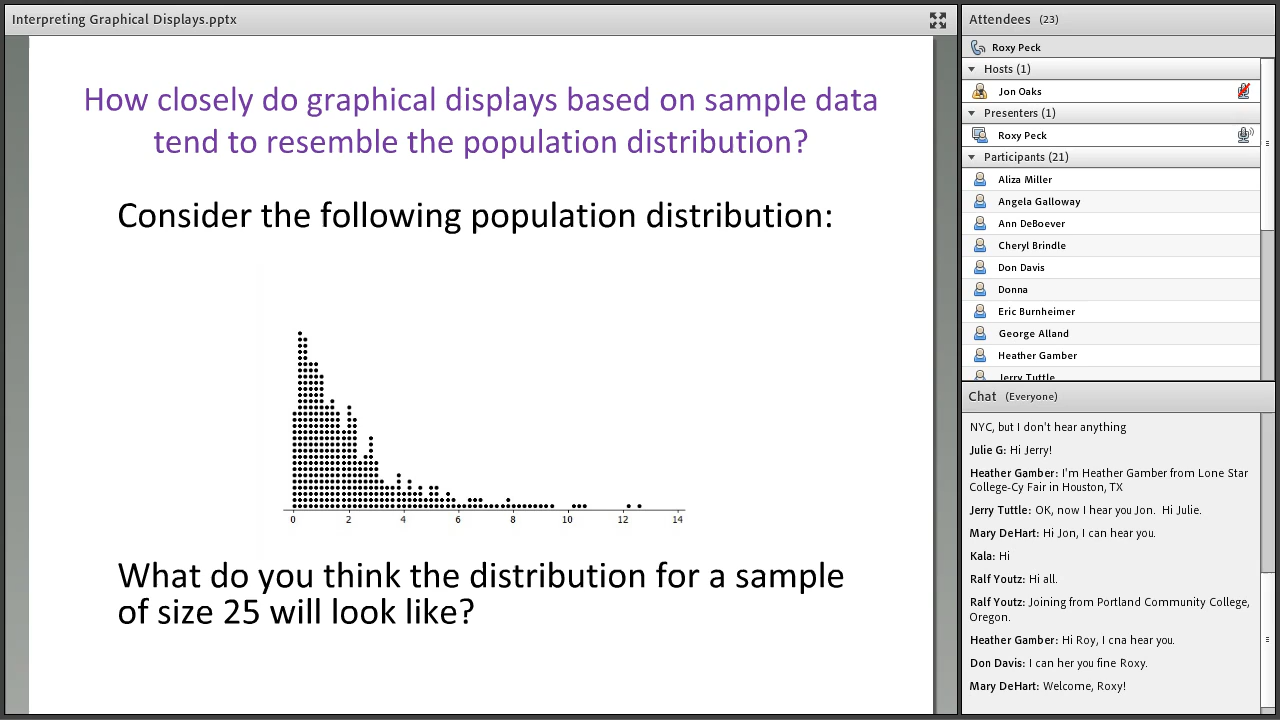 Interpreting Graphical Displays.pptx
How closely do graphical displays based on sample data
tend to resemble the population distribution?
Consider the following population distribution:
0 2 4 6 8 10 12 14
What do you think the distribution for a sample
of size 25 will look like?
Attendees (23)
Roxy Peck
Hosts (1)
Jon Oaks
Presenters (1)
Roxy Peck
Participants (21)
Aliza Miller
Angela Galloway
Ann DeBoever
Cheryl Brindle
Don Davis
Donna
Eric Burnheimer
George Alland
Heather Gamber
Jerry Tuttle
Chat (Everyone)
NYC, but I don't hear anything
Julie G: Hi Jerry!
Heather Gamber: I'm Heather Gamber from Lone Star
College-Cy Fair in Houston, TX
Jerry Tuttle: OK, now I hear you Jon. Hi Julie.
Mary DeHart: Hi Jon, I can hear you.
Kala: Hi
Ralf Youtz: Hi all.
Ralf Youtz: Joining from Portland Community College,
Oregon.
Heather Gamber: Hi Roy, I cna hear you.
Don Davis: I can her you fine Roxy.
Mary DeHart: Welcome, Roxy!